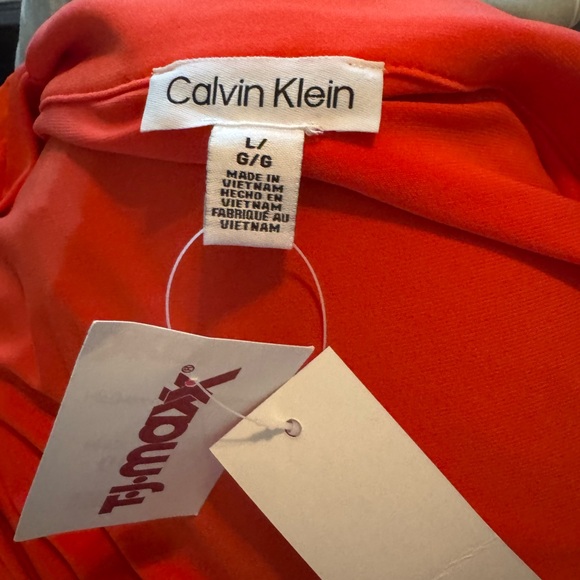 Calvin Klein
L/
G/G
MADE IN
VIETNAM
HECHO EN
VIETNAM
FABRIQUÉ AU
VIETNAM
T·J·maxx®